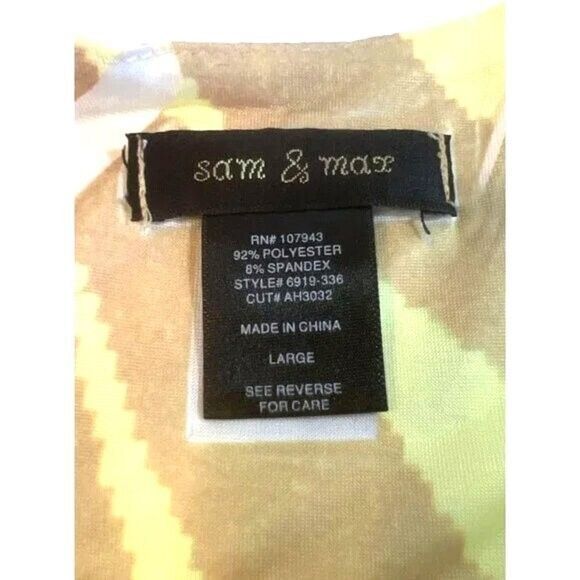 sam & max
RN# 107943
92% POLYESTER
8% SPANDEX
STYLE# 6919-336
CUT# AH3032
MADE IN CHINA
LARGE
SEE REVERSE
FOR CARE